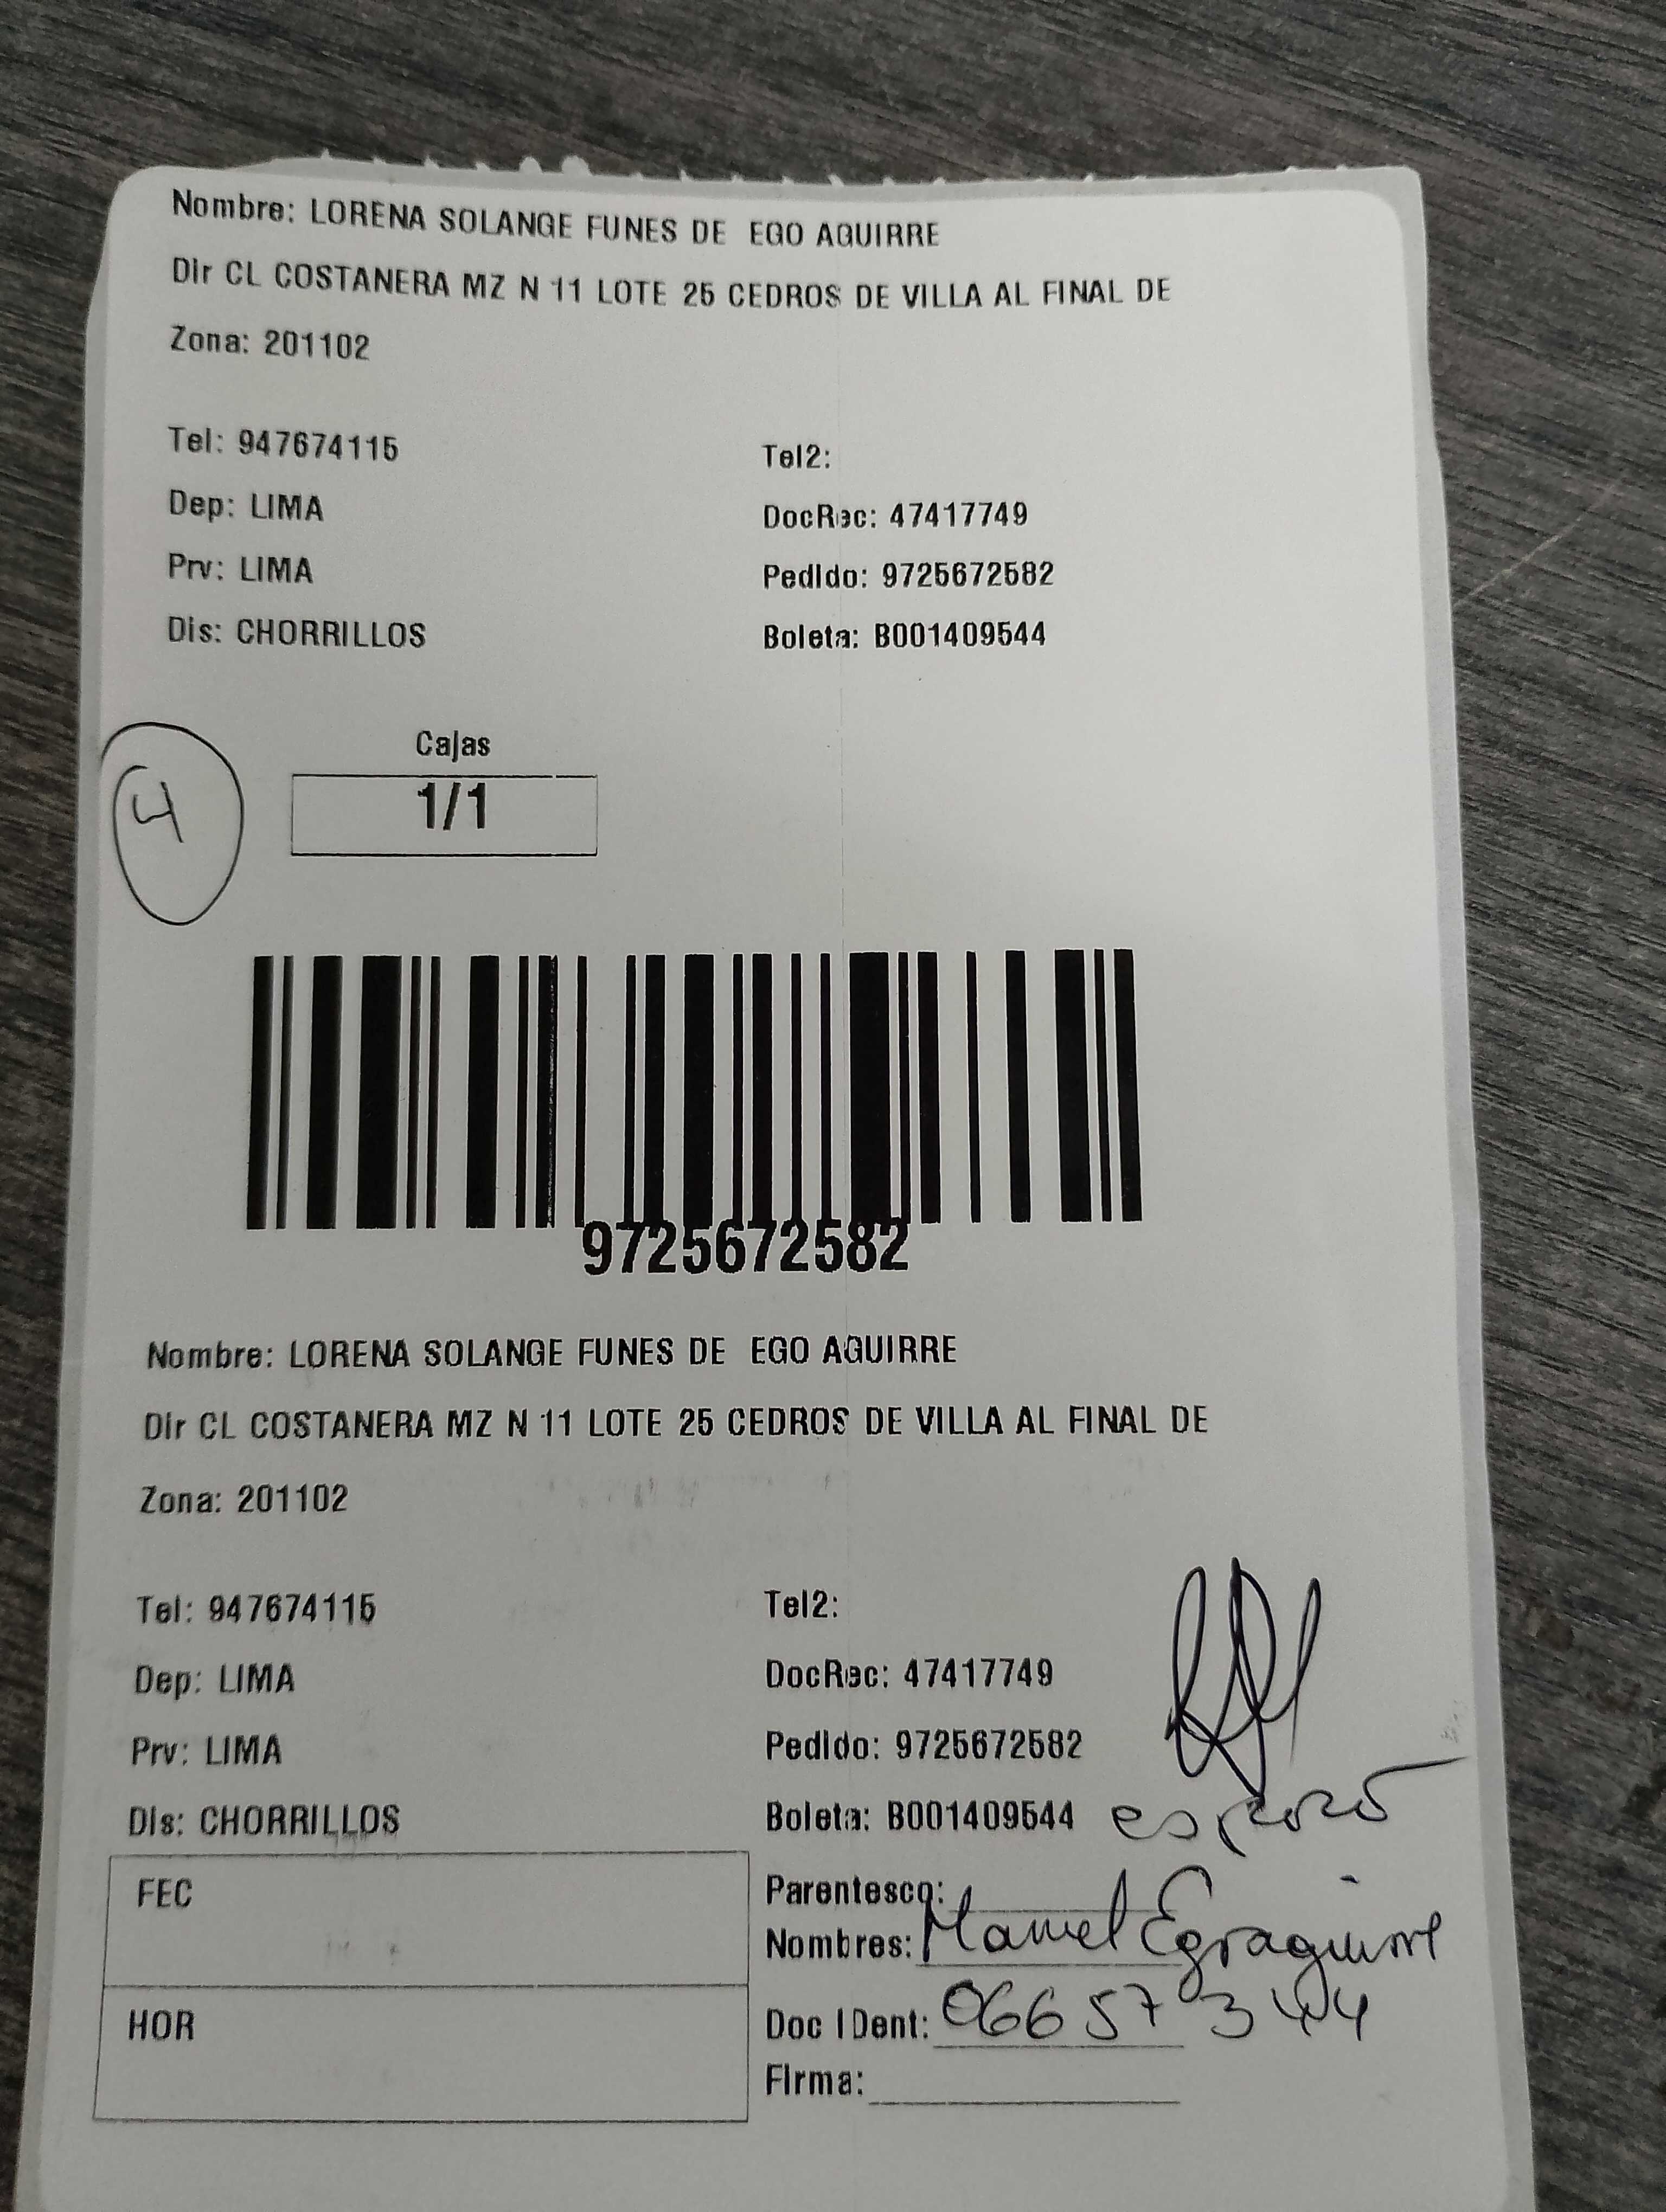 Nombre: LORENA SOLANGE FUNES DE EGO AGUIRRE
Dir CL COSTANERA MZ N 11 LOTE 25 CEDROS DE VILLA AL FINAL DE
Zona: 201102
Tel: 947674115
Tel2:
Dep: LIMA
DocRec: 47417749
Prv: LIMA
Pedido: 9725672582
Dis: CHORRILLOS
Boleta: B001409544
4
Cajas
1/1
9725672582
Nombre: LORENA SOLANGE FUNES DE EGO AGUIRRE
Dir CL COSTANERA MZ N 11 LOTE 25 CEDROS DE VILLA AL FINAL DE
Zona: 201102
Tel: 947674115
Tel2:
Dep: LIMA
DocRec: 47417749
Prv: LIMA
Pedido: 9725672582
Dis: CHORRILLOS
Boleta: B001409544
esposo
FEC
Parentesco:
Nombres: Manuel Egoaguirre
HOR
Doc IDent: 06657344
Firma: